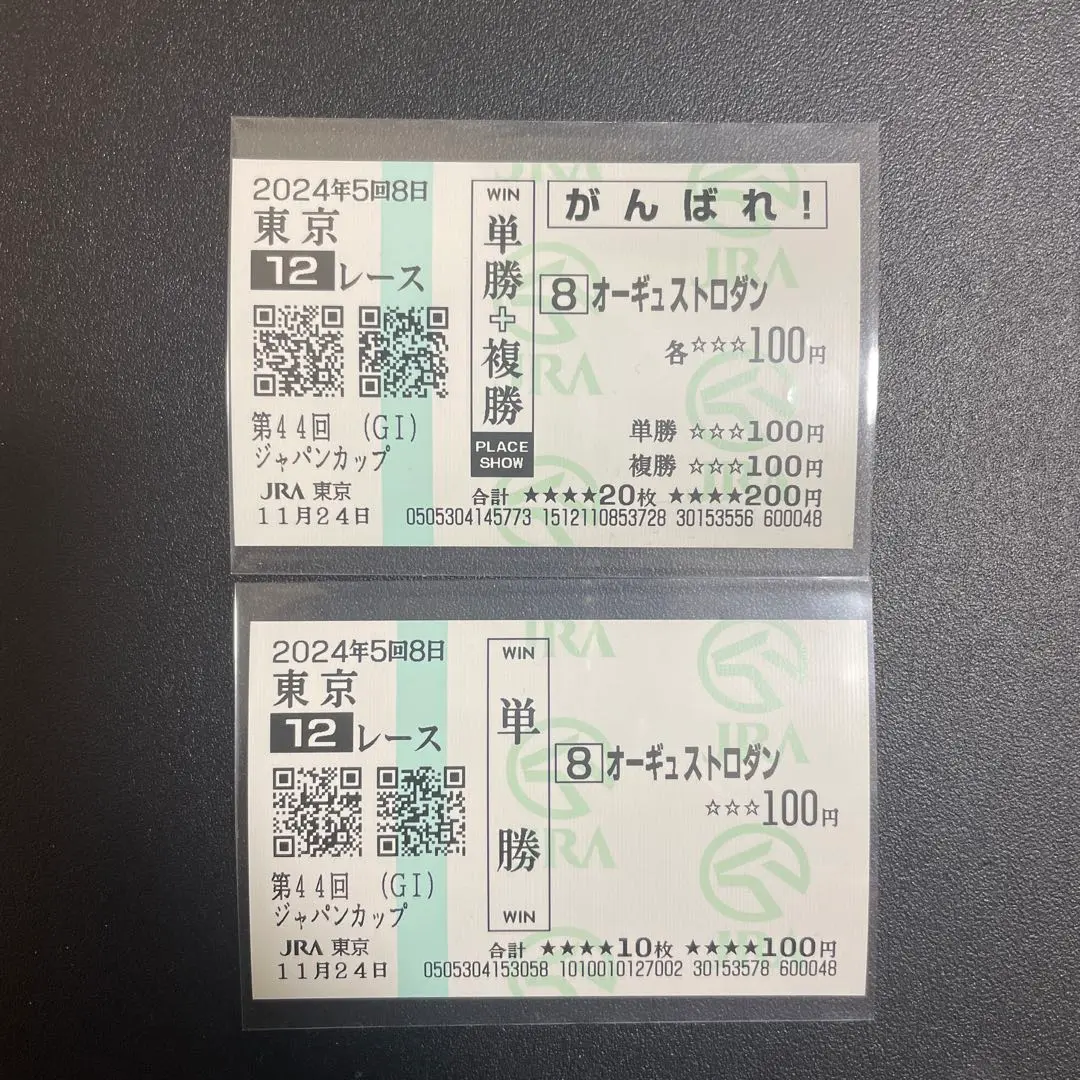 2024年5回8日
東京
12レース
第44回 (GI)
ジャパンカップ
JRA 東京
11月24日
WIN
単勝+複勝
PLACE
SHOW
がんばれ!
8 オーギュストロダン
各☆☆☆100円
単勝 ☆☆☆100円
複勝 ☆☆☆100円
合計 ★★★★20枚 ★★★★200円
0505304145773 1512110853728 30153556 600048
2024年5回8日
東京
12レース
第44回 (GI)
ジャパンカップ
JRA 東京
11月24日
WIN
単勝
WIN
8 オーギュストロダン
☆☆☆100円
合計 ★★★★10枚 ★★★★100円
0505304153058 1010010127002 30153578 600048